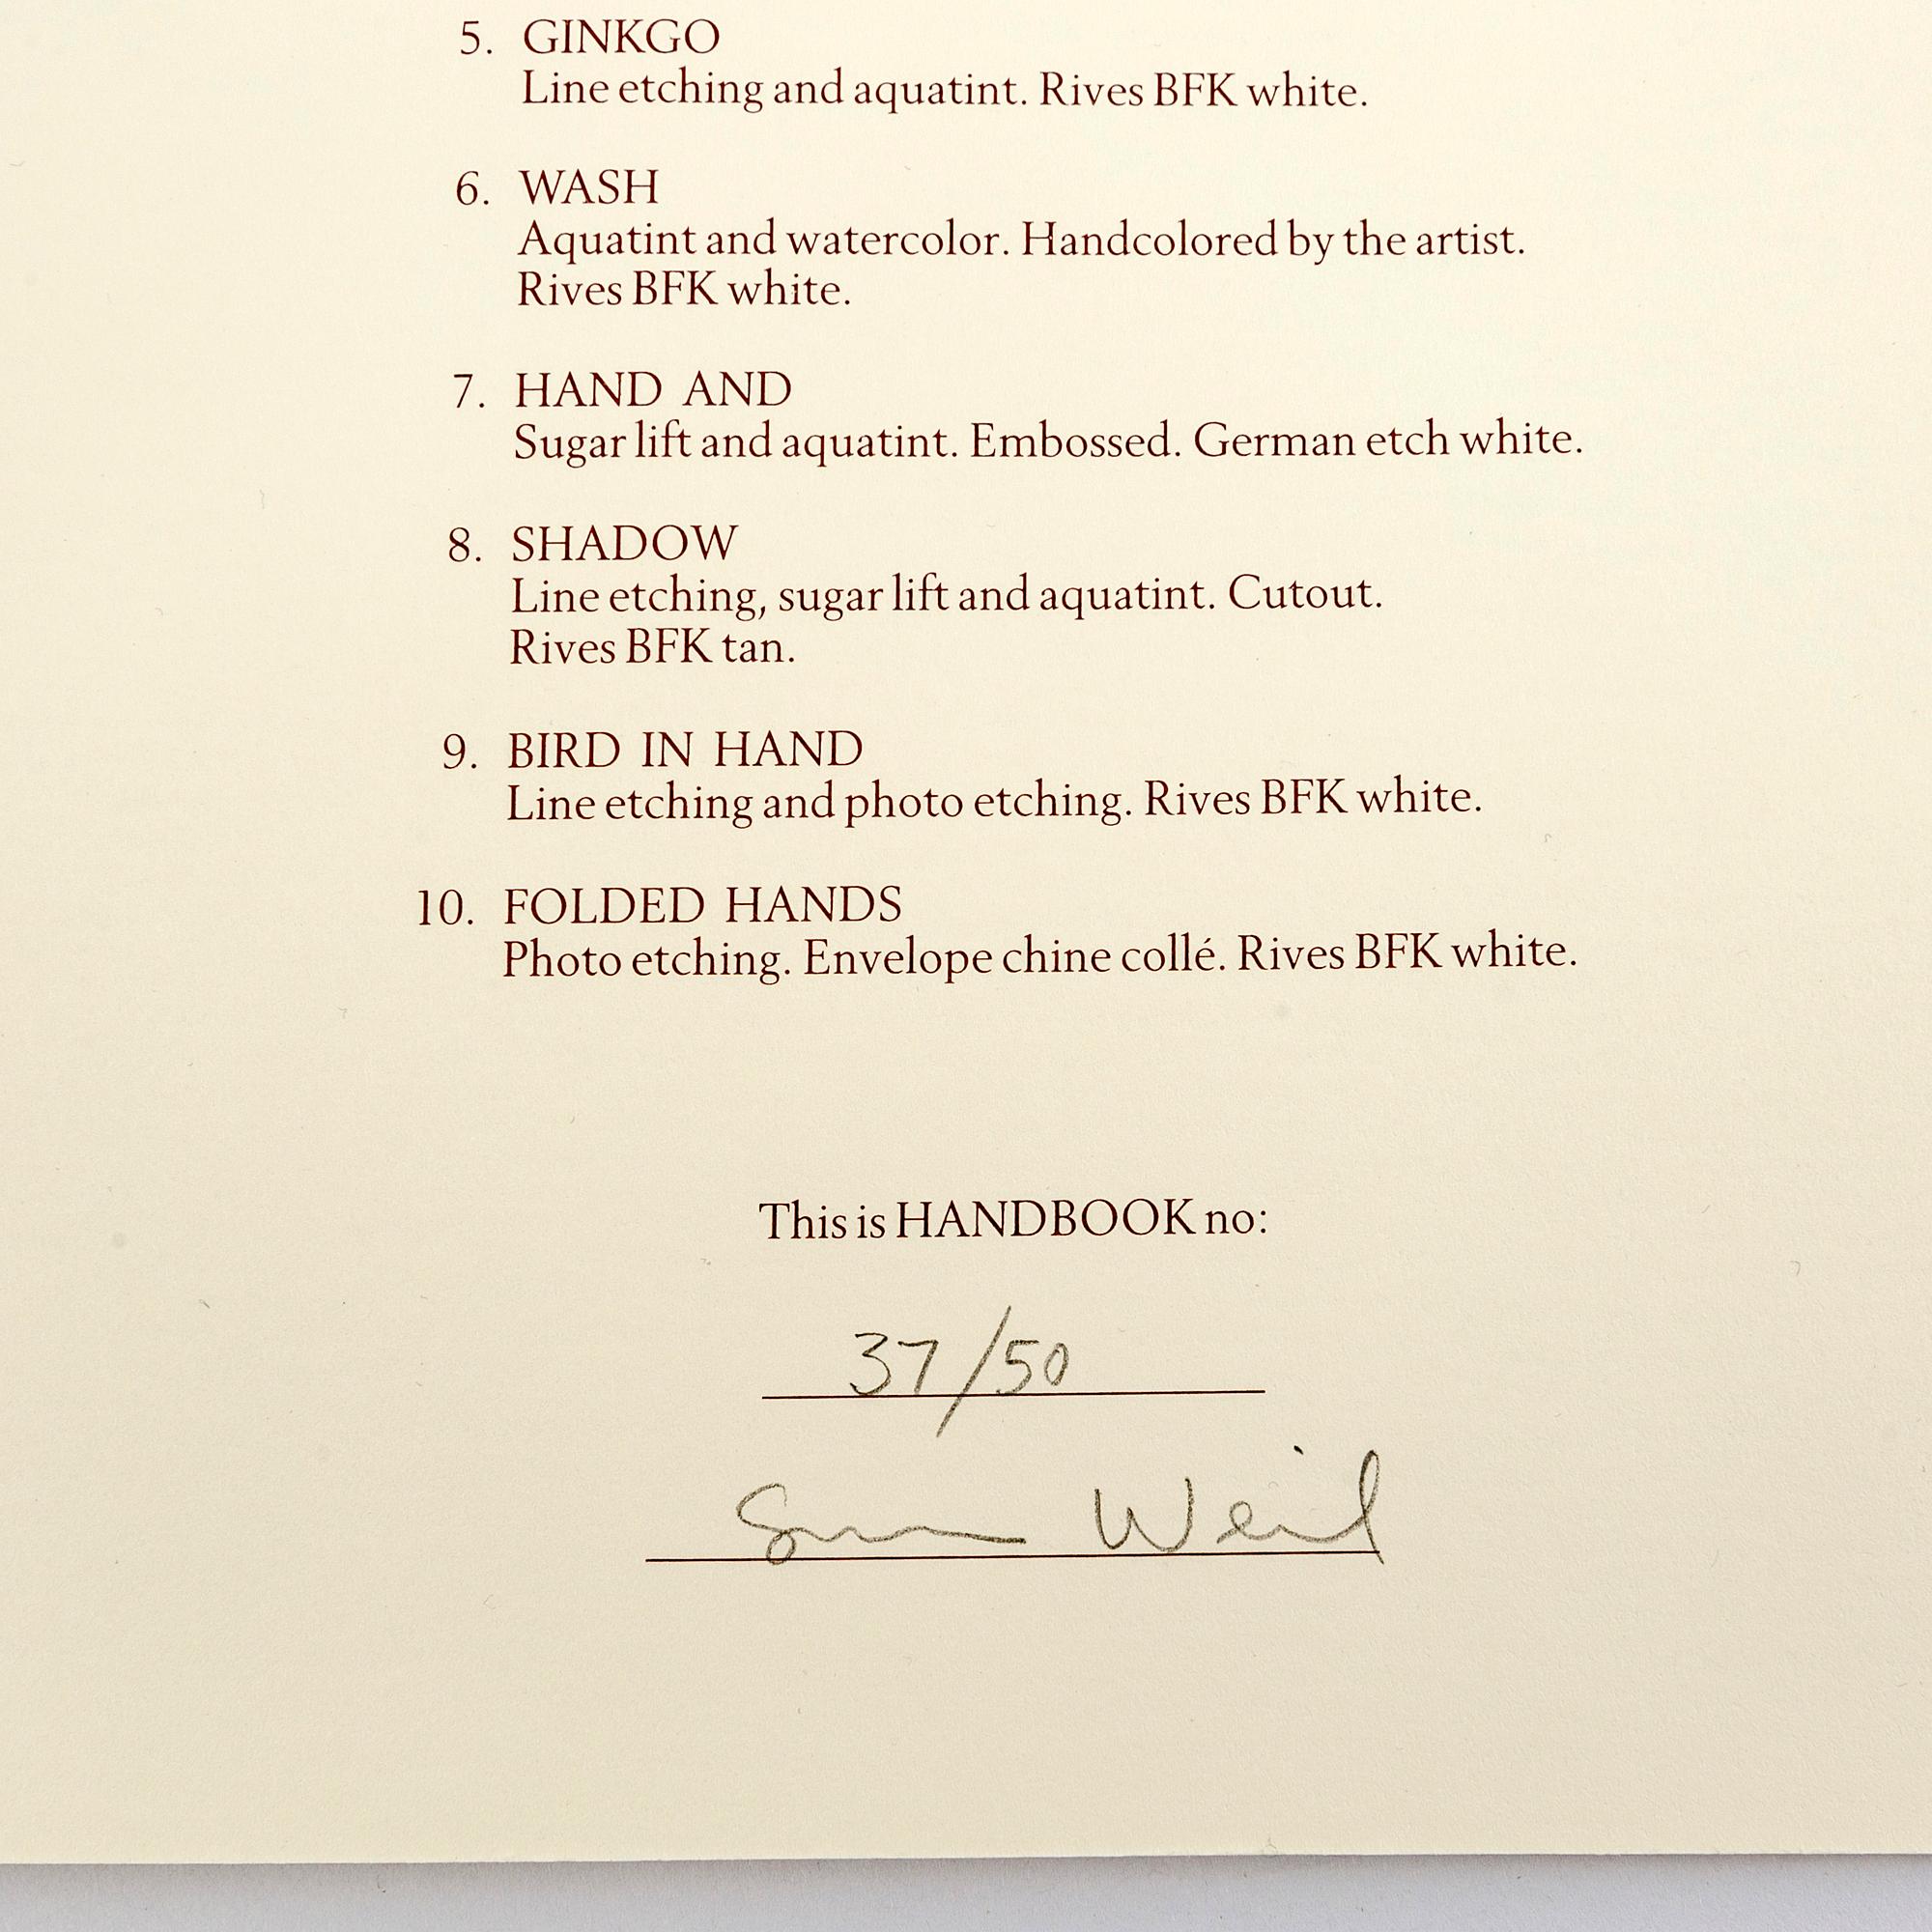 5. GINKGO
Line etching and aquatint. Rives BFK white.
6. WASH
Aquatint and watercolor. Handcolored by the artist.
Rives BFK white.
7. HAND AND
Sugar lift and aquatint. Embossed. German etch white.
8. SHADOW
Line etching, sugar lift and aquatint. Cutout.
Rives BFK tan.
9. BIRD IN HAND
Line etching and photo etching. Rives BFK white.
10. FOLDED HANDS
Photo etching. Envelope chine collé. Rives BFK white.
This is HANDBOOK no:
37/50
Susan Weil